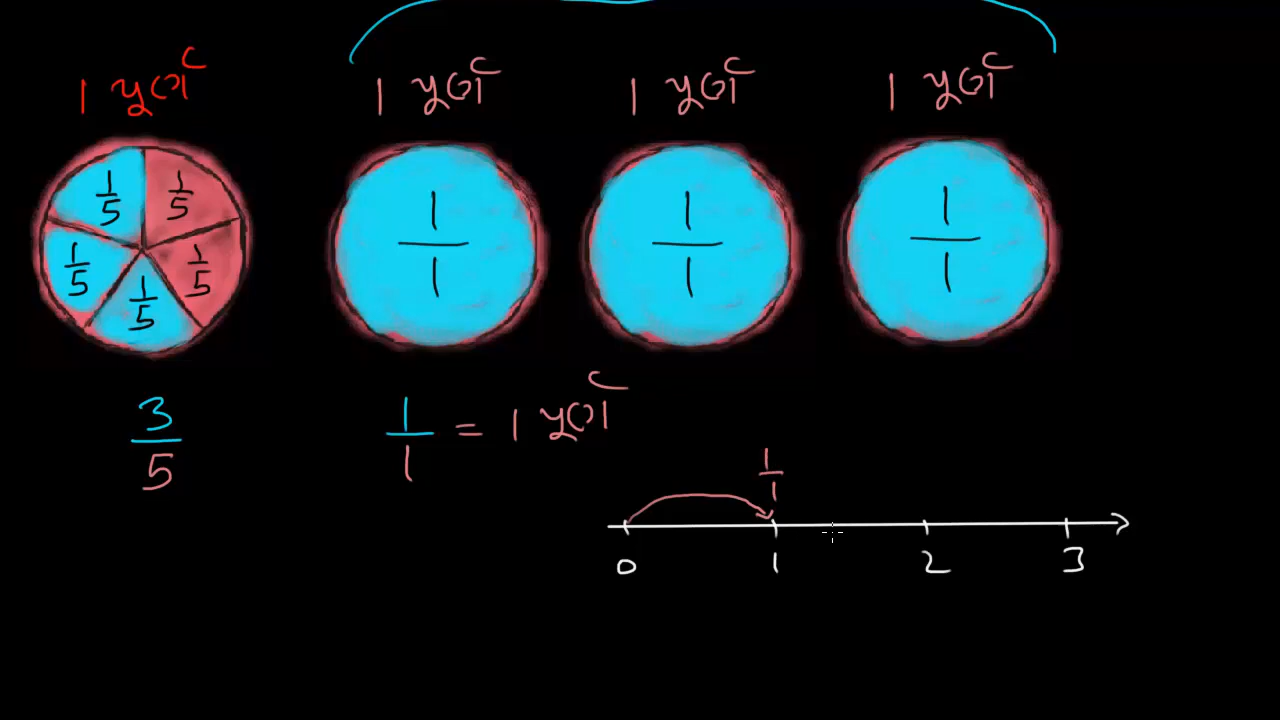 1 પૂર્ણ 1 પૂર્ણ 1 પૂર્ણ 1 પૂર્ણ
1/5 1/5 1/1 1/1 1/1
1/5 1/5
1/5
3/5 1/1 = 1 પૂર્ણ
1/1
0 1 2 3